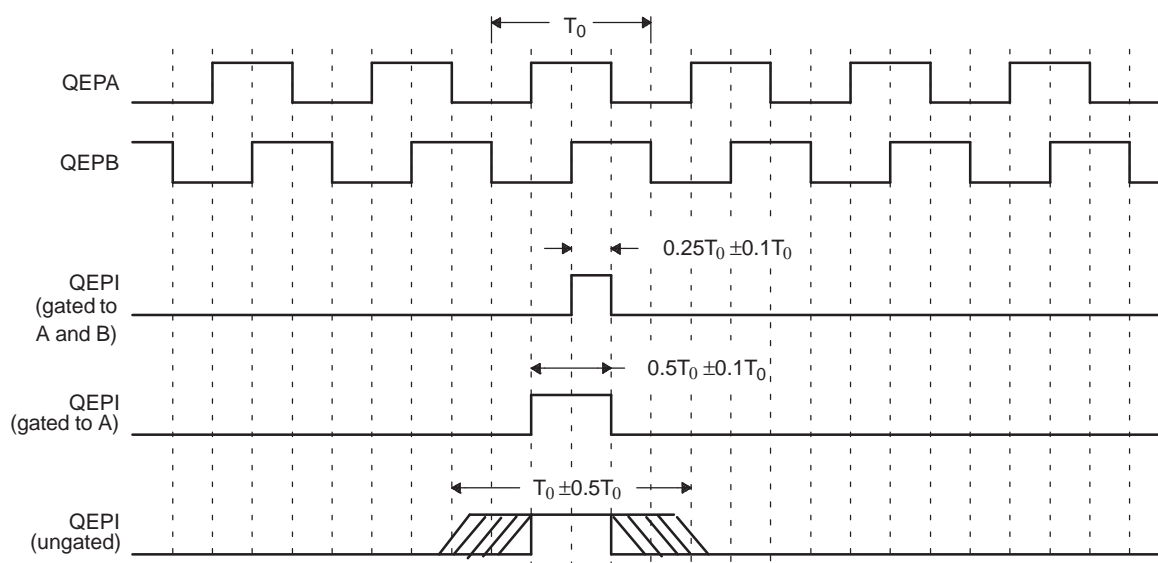 T₀
QEPA
QEPB
0.25T₀ ±0.1T₀
QEPI
(gated to
A and B)
0.5T₀ ±0.1T₀
QEPI
(gated to A)
T₀ ±0.5T₀
QEPI
(ungated)